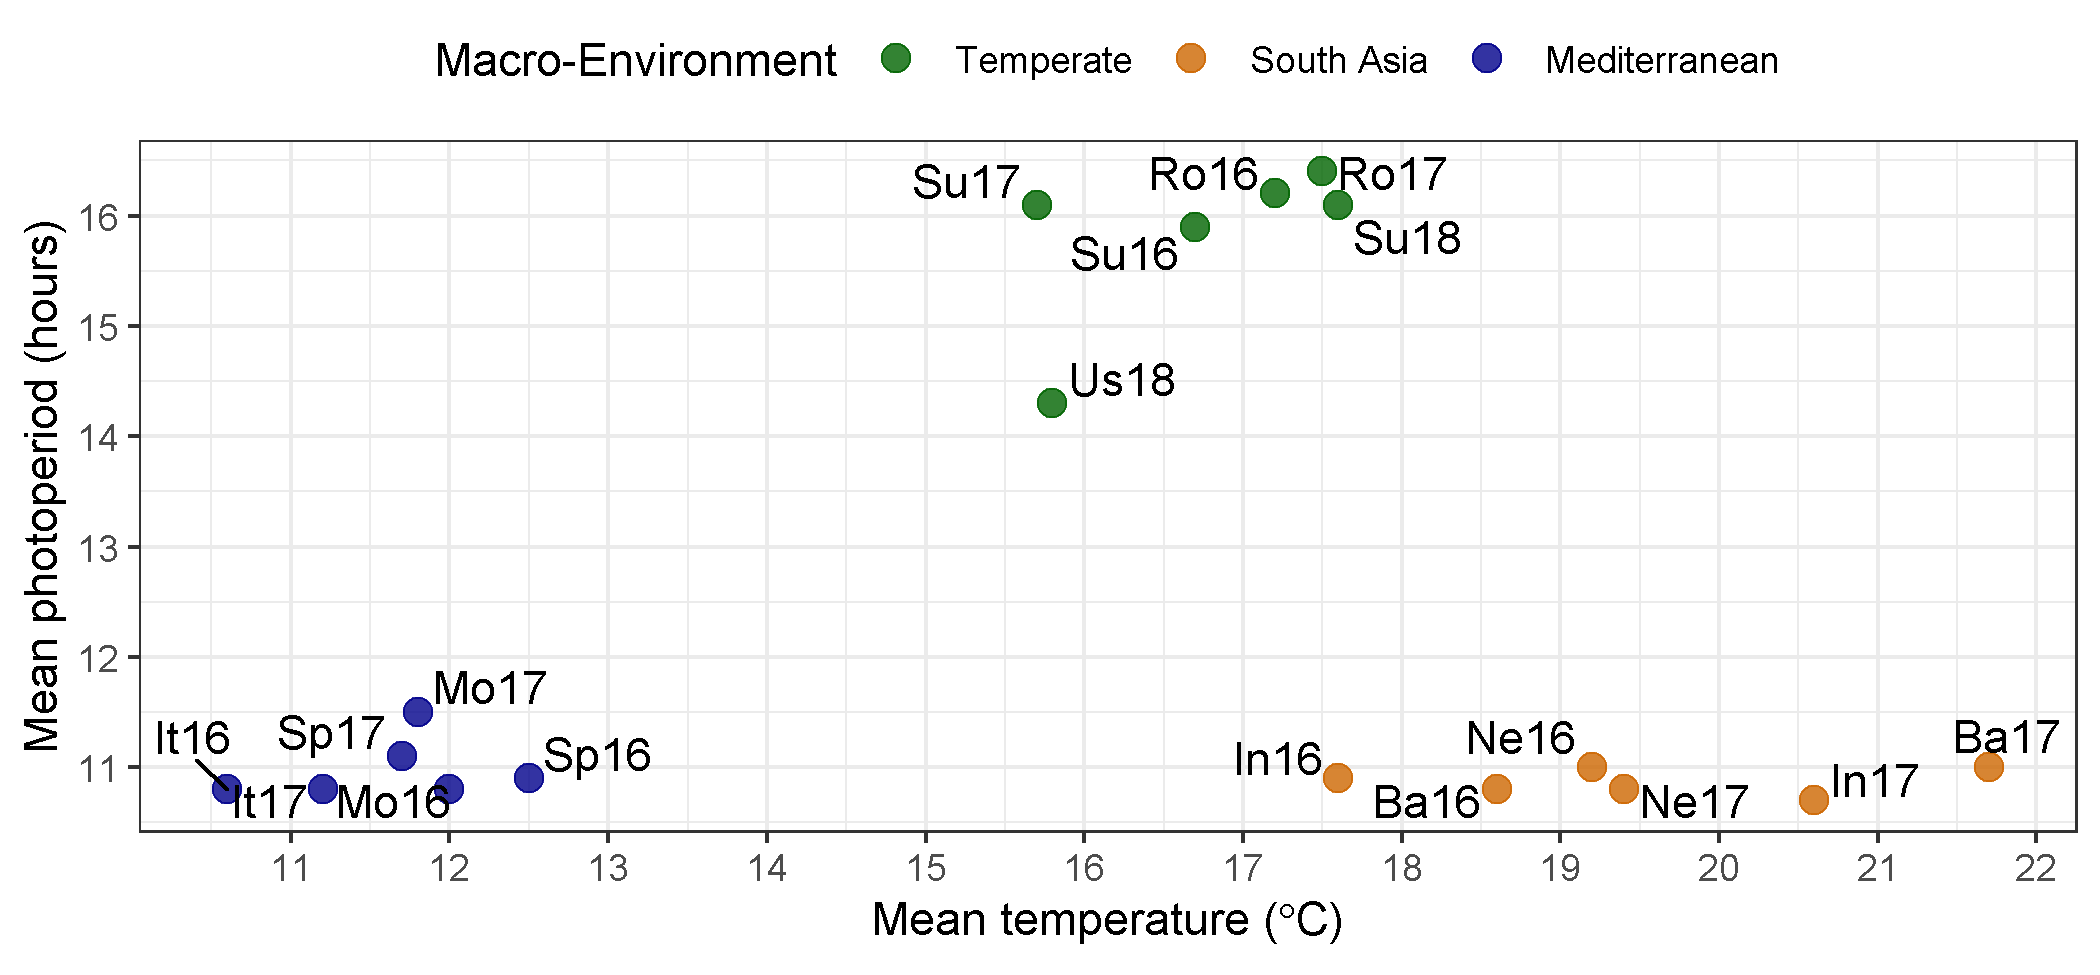 Macro-Environment Temperate South Asia Mediterranean
Su17 Ro16 Ro17
Su16 Su18
Us18
Mo17
It16 Sp17 Sp16
It17 Mo16
In16 Ne16 Ba17
Ba16 Ne17 In17
16
15
14
13
12
11
Mean photoperiod (hours)
11 12 13 14 15 16 17 18 19 20 21 22
Mean temperature (°C)